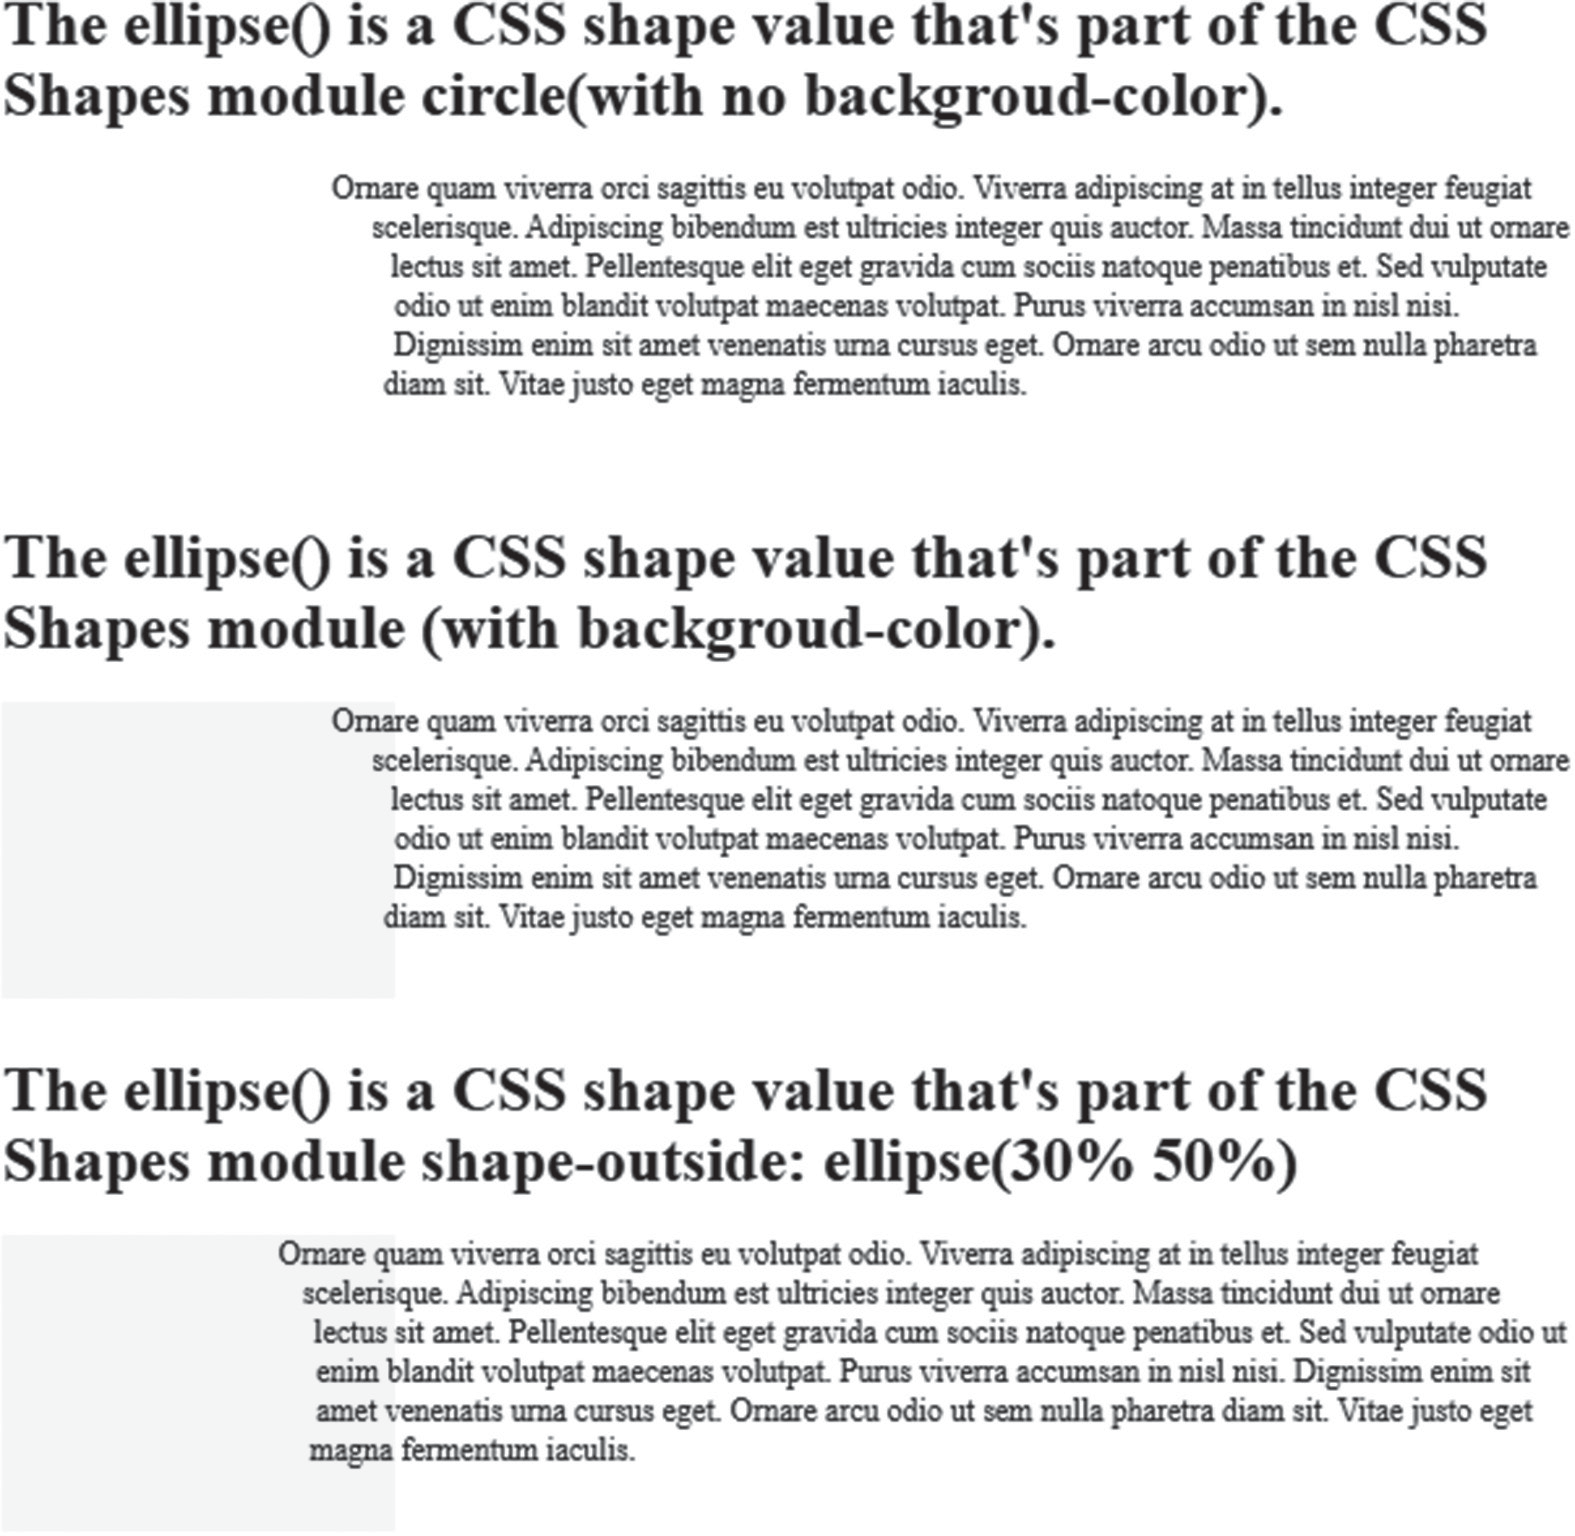 The ellipse() is a CSS shape value that's part of the CSS
Shapes module circle(with no backgroud-color).
Ornare quam viverra orci sagittis eu volutpat odio. Viverra adipiscing at in tellus integer feugiat
scelerisque. Adipiscing bibendum est ultricies integer quis auctor. Massa tincidunt dui ut ornare
lectus sit amet. Pellentesque elit eget gravida cum sociis natoque penatibus et. Sed vulputate
odio ut enim blandit volutpat maecenas volutpat. Purus viverra accumsan in nisl nisi.
Dignissim enim sit amet venenatis urna cursus eget. Ornare arcu odio ut sem nulla pharetra
diam sit. Vitae justo eget magna fermentum iaculis.
The ellipse() is a CSS shape value that's part of the CSS
Shapes module (with backgroud-color).
Ornare quam viverra orci sagittis eu volutpat odio. Viverra adipiscing at in tellus integer feugiat
scelerisque. Adipiscing bibendum est ultricies integer quis auctor. Massa tincidunt dui ut ornare
lectus sit amet. Pellentesque elit eget gravida cum sociis natoque penatibus et. Sed vulputate
odio ut enim blandit volutpat maecenas volutpat. Purus viverra accumsan in nisl nisi.
Dignissim enim sit amet venenatis urna cursus eget. Ornare arcu odio ut sem nulla pharetra
diam sit. Vitae justo eget magna fermentum iaculis.
The ellipse() is a CSS shape value that's part of the CSS
Shapes module shape-outside: ellipse(30% 50%)
Ornare quam viverra orci sagittis eu volutpat odio. Viverra adipiscing at in tellus integer feugiat
scelerisque. Adipiscing bibendum est ultricies integer quis auctor. Massa tincidunt dui ut ornare
lectus sit amet. Pellentesque elit eget gravida cum sociis natoque penatibus et. Sed vulputate odio ut
enim blandit volutpat maecenas volutpat. Purus viverra accumsan in nisl nisi. Dignissim enim sit
amet venenatis urna cursus eget. Ornare arcu odio ut sem nulla pharetra diam sit. Vitae justo eget
magna fermentum iaculis.